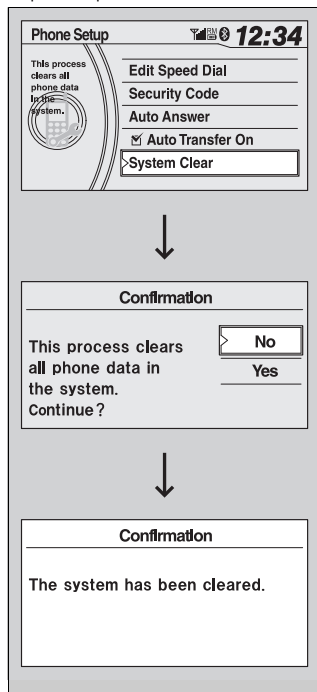 Phone Setup
12:34
This process
clears all
phone data
in the
system.
Edit Speed Dial
Security Code
Auto Answer
Auto Transfer On
System Clear
Confirmation
This process clears
all phone data in
the system.
Continue?
No
Yes
Confirmation
The system has been cleared.